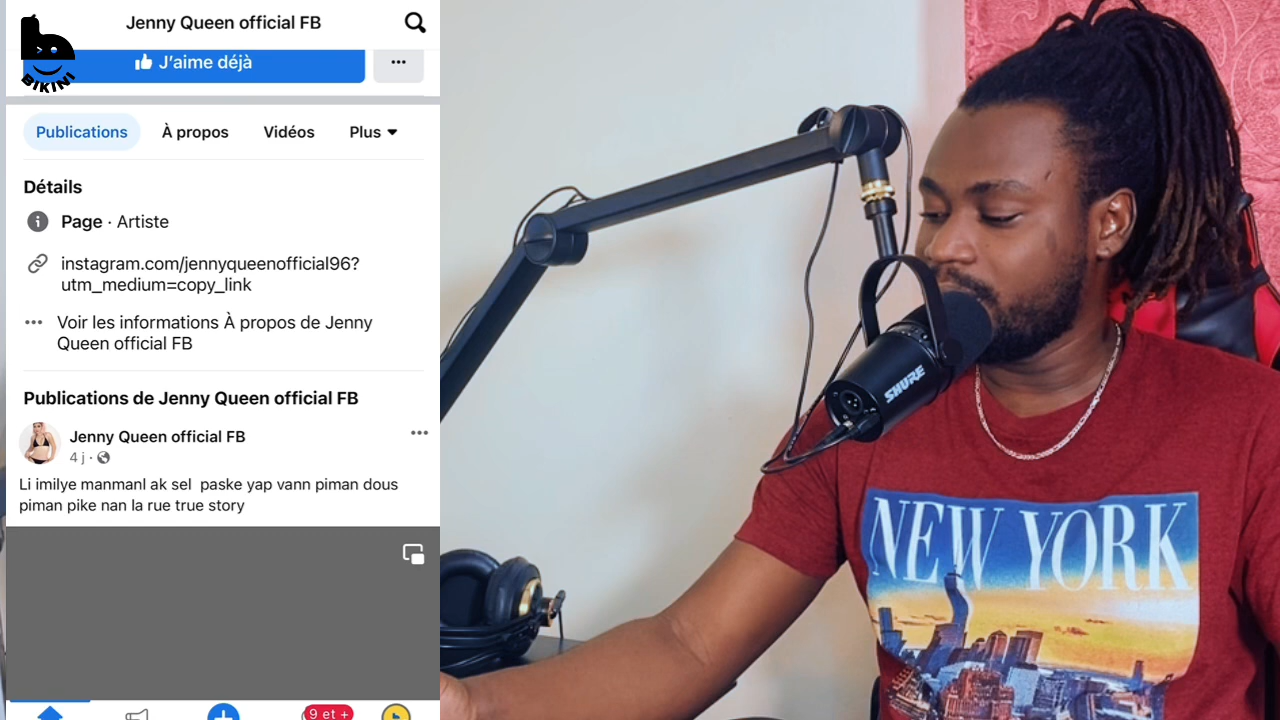 Jenny Queen official FB
BIKINI
J'aime déjà
Publications À propos Vidéos Plus
Détails
Page · Artiste
instagram.com/jennyqueenofficial96?
utm_medium=copy_link
Voir les informations À propos de Jenny
Queen official FB
Publications de Jenny Queen official FB
Jenny Queen official FB
4 j ·
Li imilye manmanl ak sel paske yap vann piman dous
piman pike nan la rue true story
9 et +
SHURE
NEW YORK